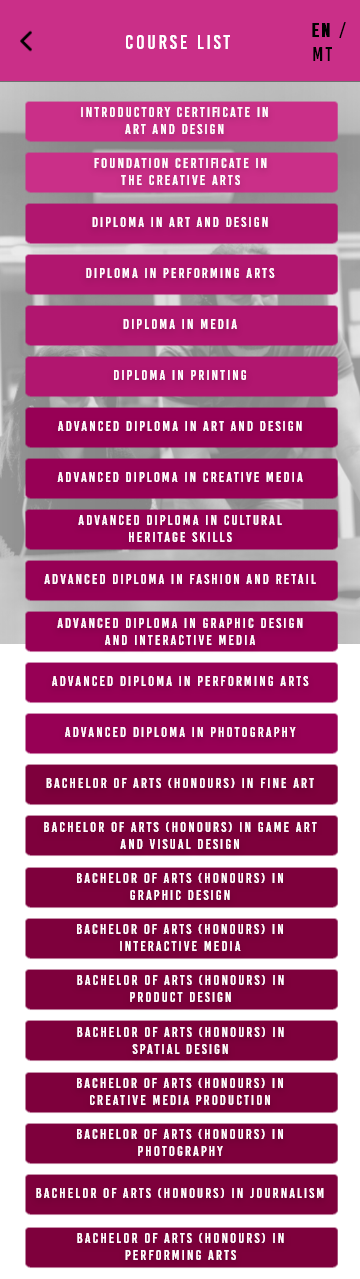 COURSE LIST
EN /
MT
INTRODUCTORY CERTIFICATE IN
ART AND DESIGN
FOUNDATION CERTIFICATE IN
THE CREATIVE ARTS
DIPLOMA IN ART AND DESIGN
DIPLOMA IN PERFORMING ARTS
DIPLOMA IN MEDIA
DIPLOMA IN PRINTING
ADVANCED DIPLOMA IN ART AND DESIGN
ADVANCED DIPLOMA IN CREATIVE MEDIA
ADVANCED DIPLOMA IN CULTURAL
HERITAGE SKILLS
ADVANCED DIPLOMA IN FASHION AND RETAIL
ADVANCED DIPLOMA IN GRAPHIC DESIGN
AND INTERACTIVE MEDIA
ADVANCED DIPLOMA IN PERFORMING ARTS
ADVANCED DIPLOMA IN PHOTOGRAPHY
BACHELOR OF ARTS (HONOURS) IN FINE ART
BACHELOR OF ARTS (HONOURS) IN GAME ART
AND VISUAL DESIGN
BACHELOR OF ARTS (HONOURS) IN
GRAPHIC DESIGN
BACHELOR OF ARTS (HONOURS) IN
INTERACTIVE MEDIA
BACHELOR OF ARTS (HONOURS) IN
PRODUCT DESIGN
BACHELOR OF ARTS (HONOURS) IN
SPATIAL DESIGN
BACHELOR OF ARTS (HONOURS) IN
CREATIVE MEDIA PRODUCTION
BACHELOR OF ARTS (HONOURS) IN
PHOTOGRAPHY
BACHELOR OF ARTS (HONOURS) IN JOURNALISM
BACHELOR OF ARTS (HONOURS) IN
PERFORMING ARTS